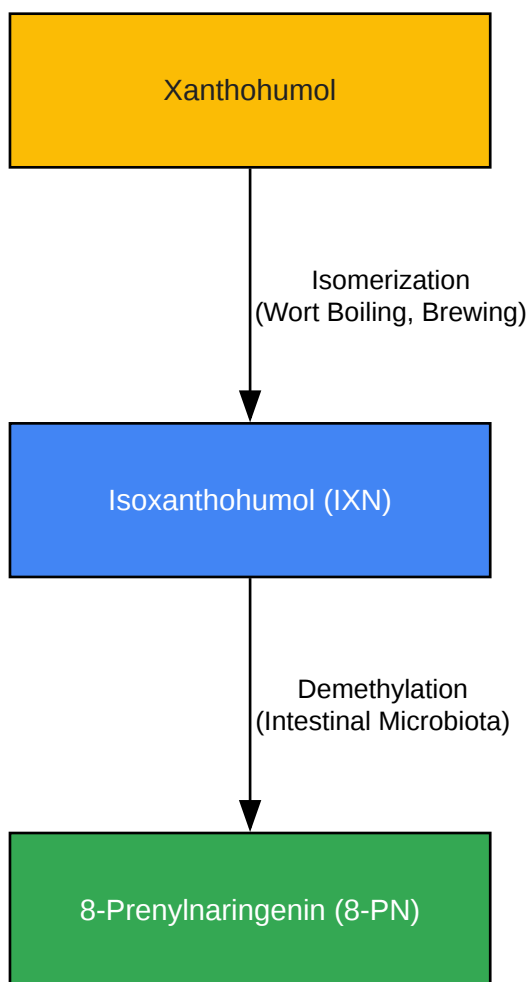 Xanthohumol
Isomerization
(Wort Boiling, Brewing)
Isoxanthohumol (IXN)
Demethylation
(Intestinal Microbiota)
8-Prenylnaringenin (8-PN)